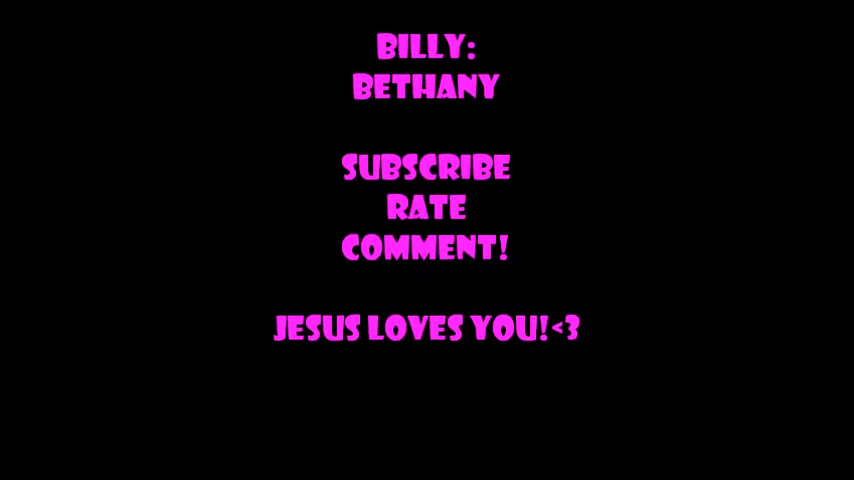 BILLY:
BETHANY
SUBSCRIBE
RATE
COMMENT!
JESUS LOVES YOU!<3